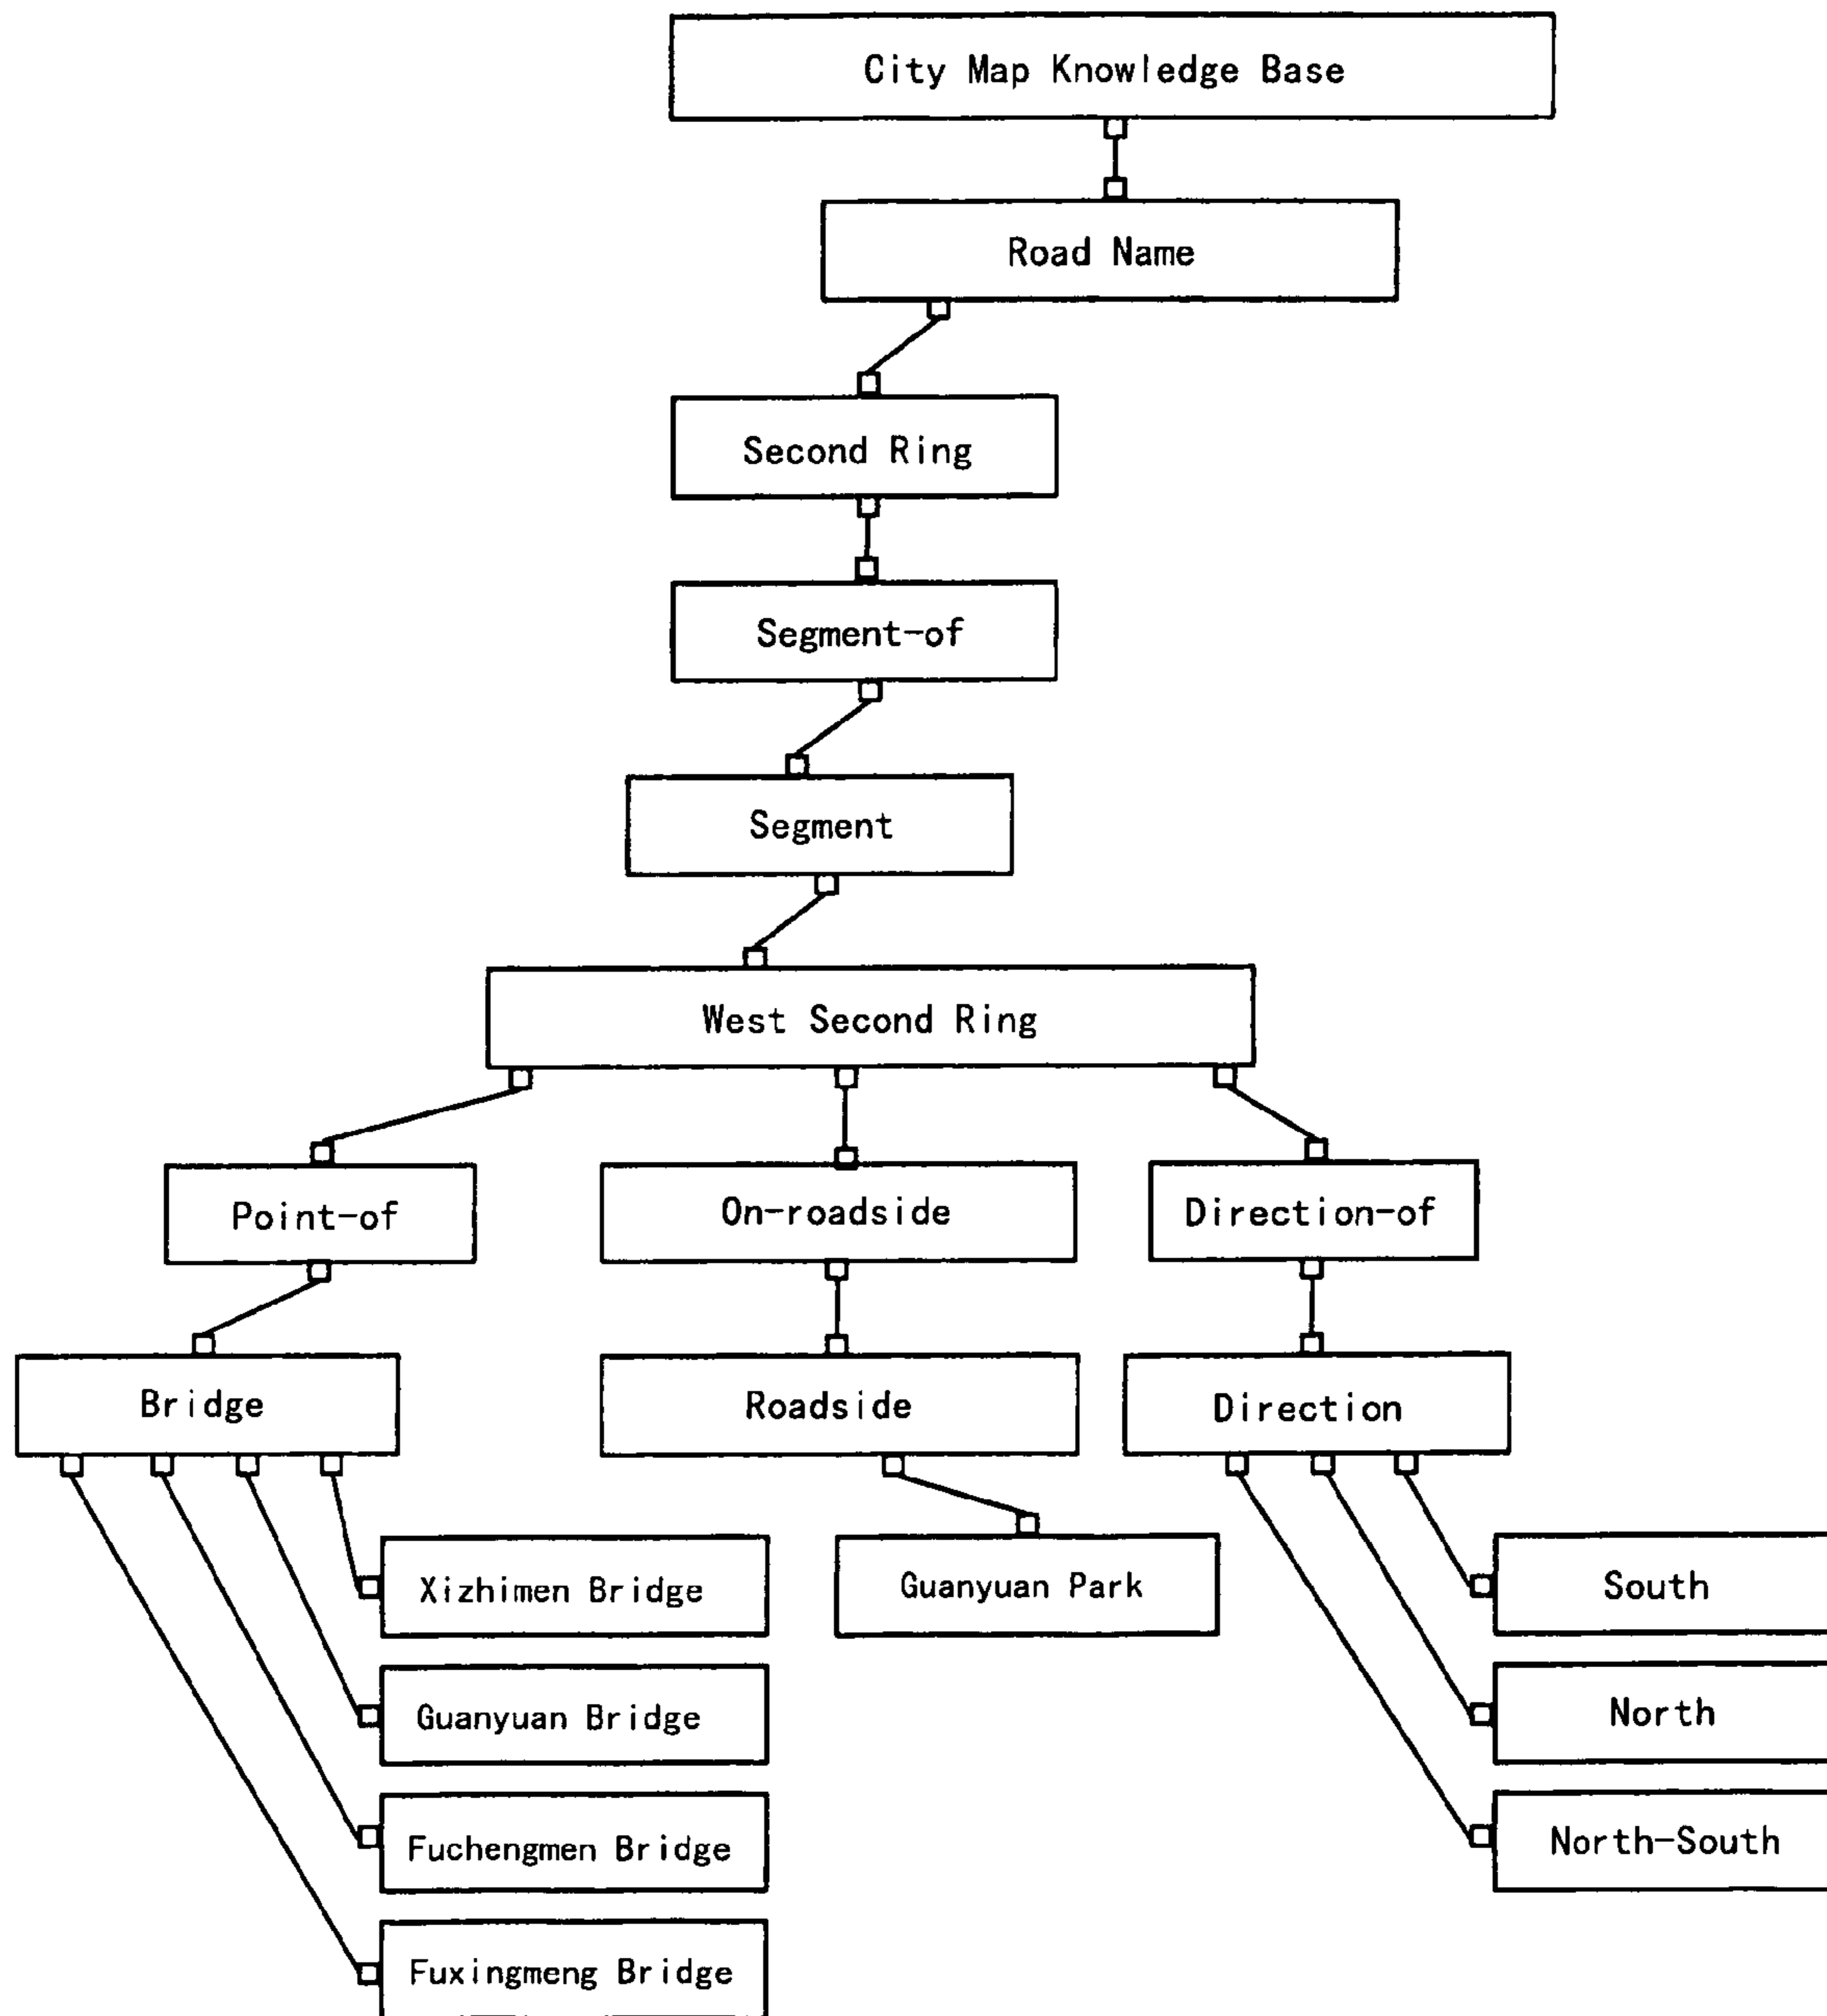 City Map Knowledge Base
Road Name
Second Ring
Segment-of
Segment
West Second Ring
Point-of
On-roadside
Direction-of
Bridge
Roadside
Direction
Xizhimen Bridge
Guanyuan Park
South
Guanyuan Bridge
North
Fuchengmen Bridge
North-South
Fuxingmeng Bridge